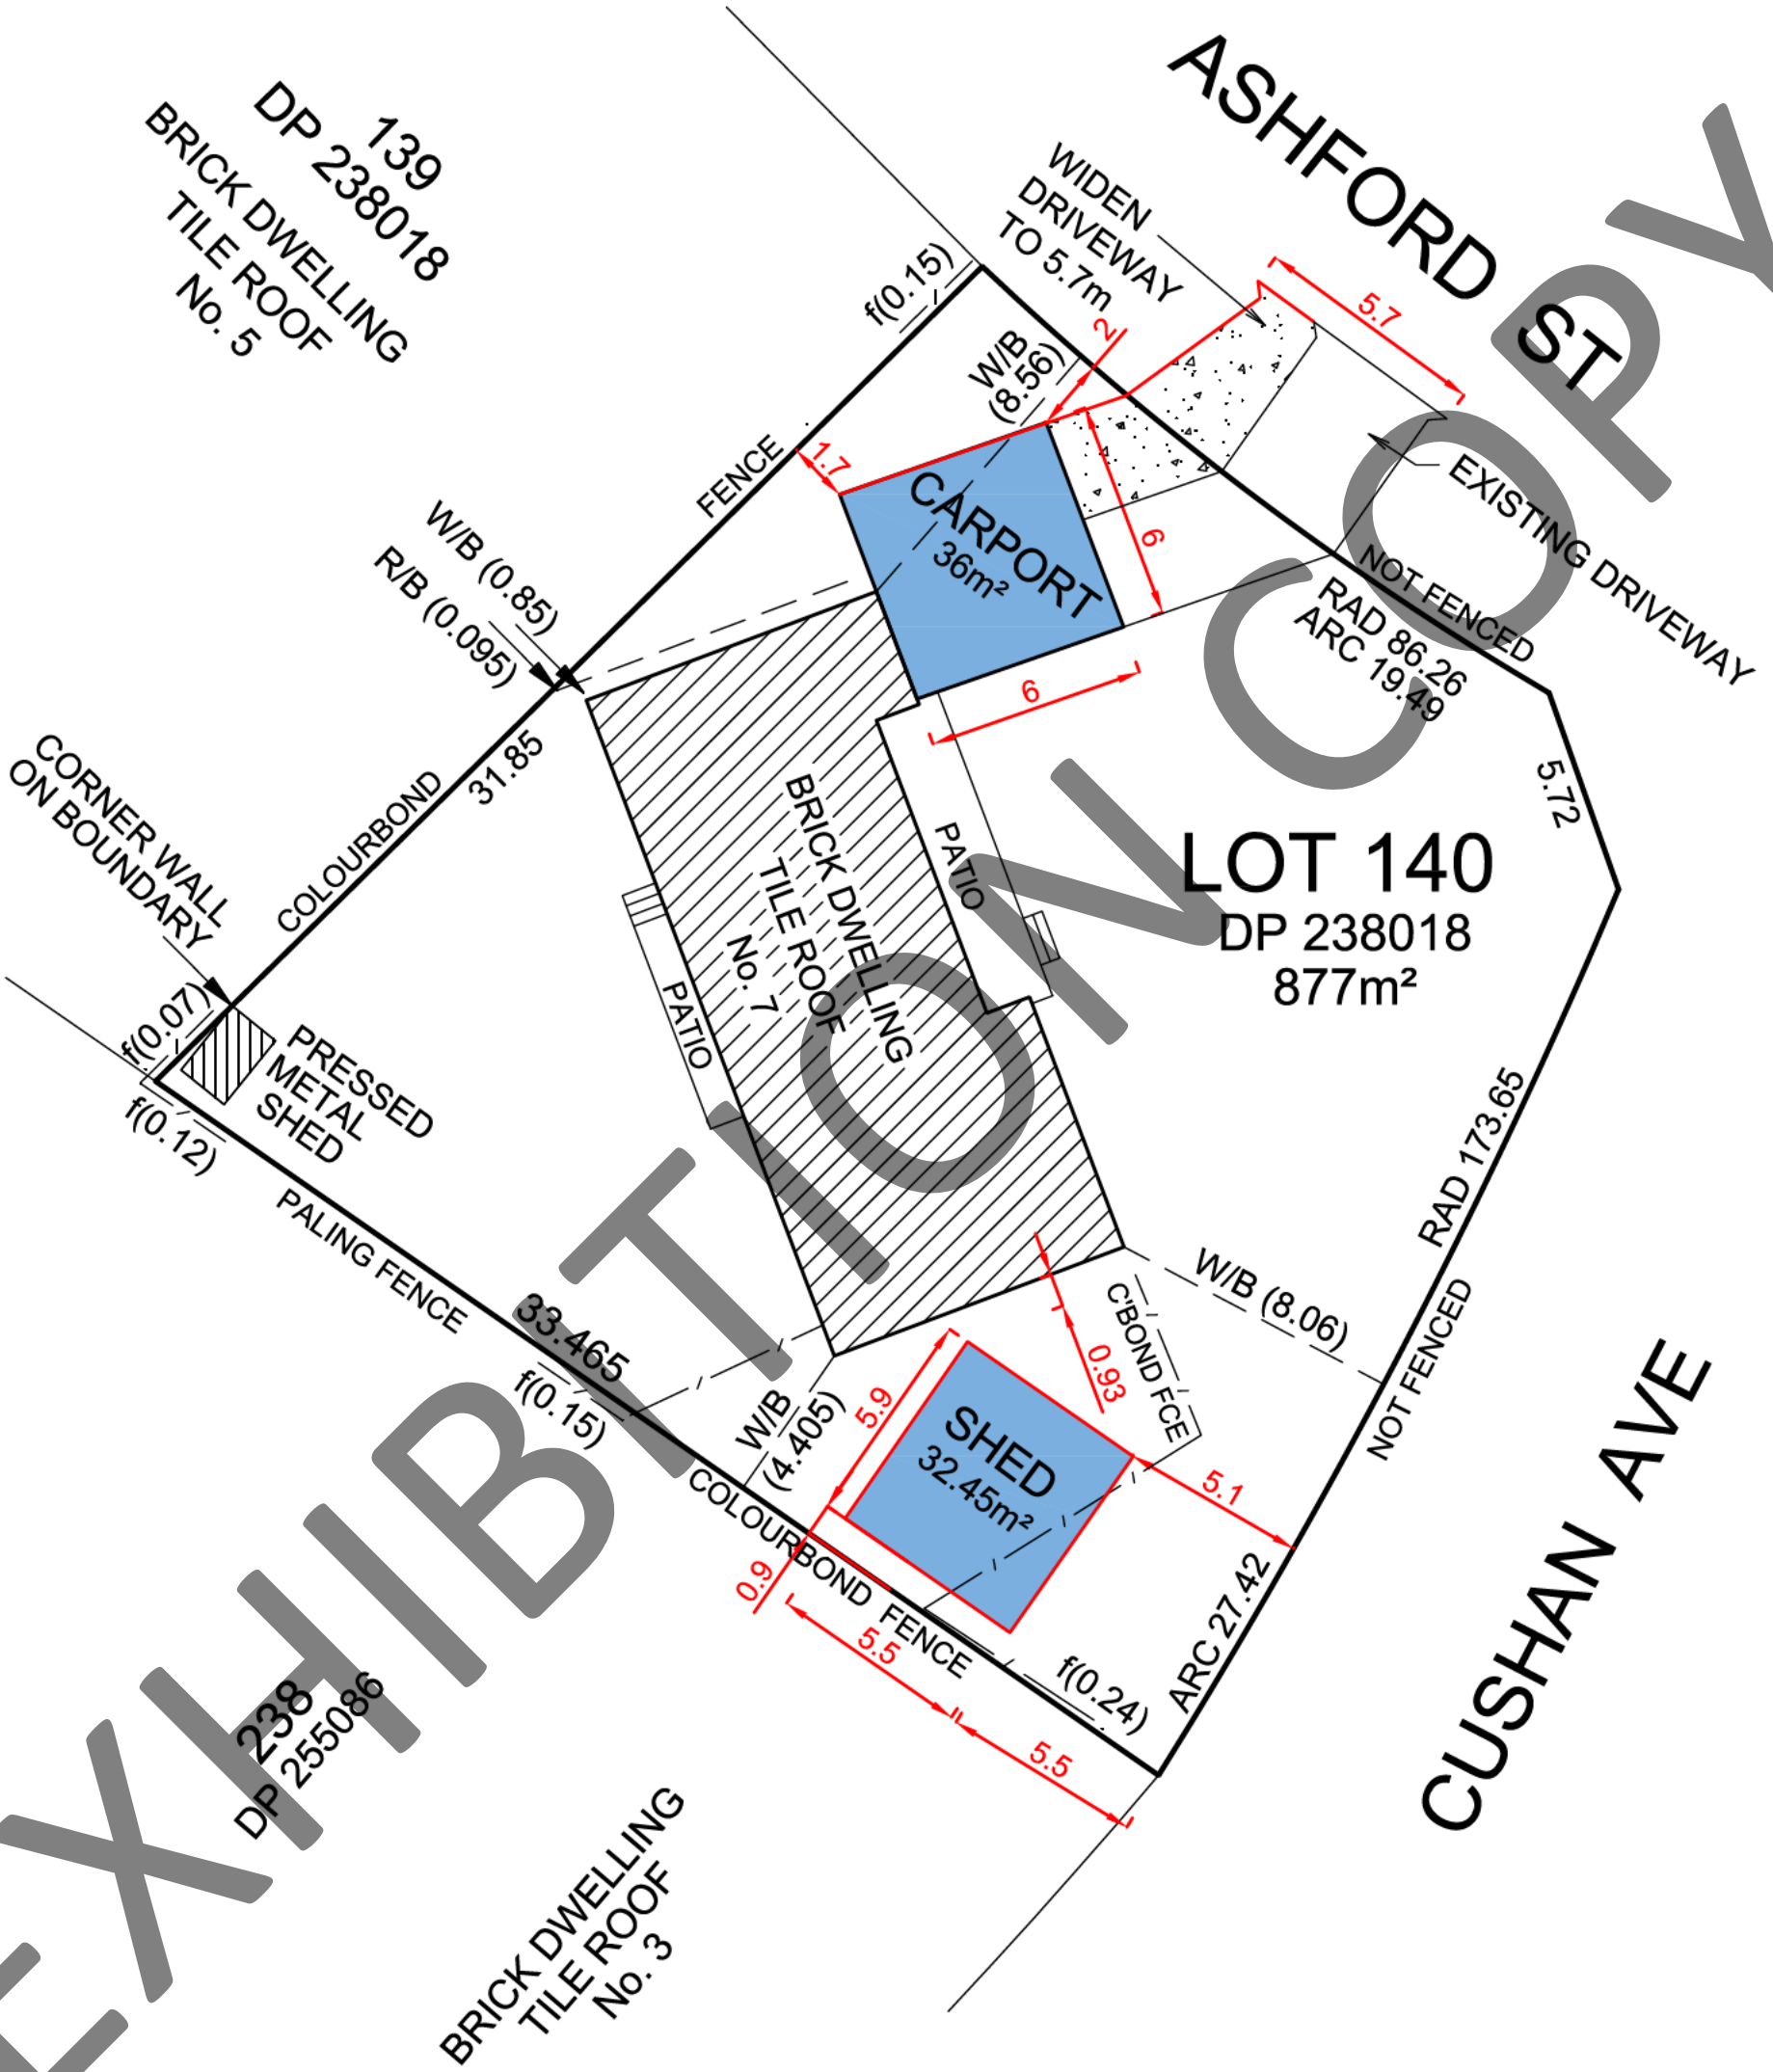 ASHFORD ST
139
DP 238018
BRICK DWELLING
TILE ROOF
No. 5
WIDEN
DRIVEWAY
TO 5.7m
5.7
f(0.15)
W/B
(8.56)
2
1.7
FENCE
CARPORT
36m²
6
6
EXISTING DRIVEWAY
NOT FENCED
RAD 86.26
ARC 19.49
W/B (0.85)
R/B (0.095)
31.85
COLOURBOND
CORNER WALL
ON BOUNDARY
5.72
LOT 140
DP 238018
877m²
PATIO
BRICK DWELLING
TILE ROOF
No. 7
PATIO
f(0.07)
PRESSED
METAL
SHED
f(0.12)
PALING FENCE
33.465
f(0.15)
RAD 173.65
NOT FENCED
W/B (8.06)
C'BOND FCE
0.93
W/B
(4.405)
5.9
SHED
32.45m²
5.1
COLOURBOND FENCE
0.9
5.5
5.5
f(0.24)
ARC 27.42
CUSHAN AVE
238
DP 255086
BRICK DWELLING
TILE ROOF
No. 3
EXHIBITION COPY